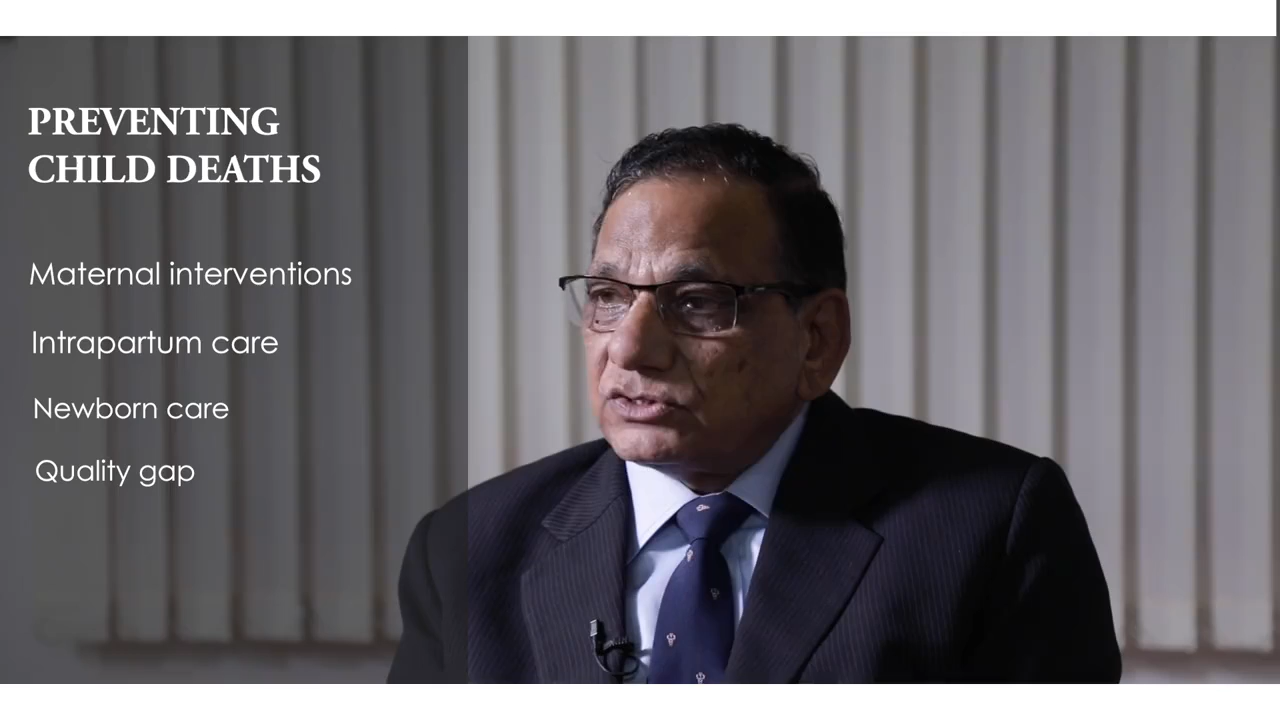 PREVENTING
CHILD DEATHS
Maternal interventions
Intrapartum care
Newborn care
Quality gap